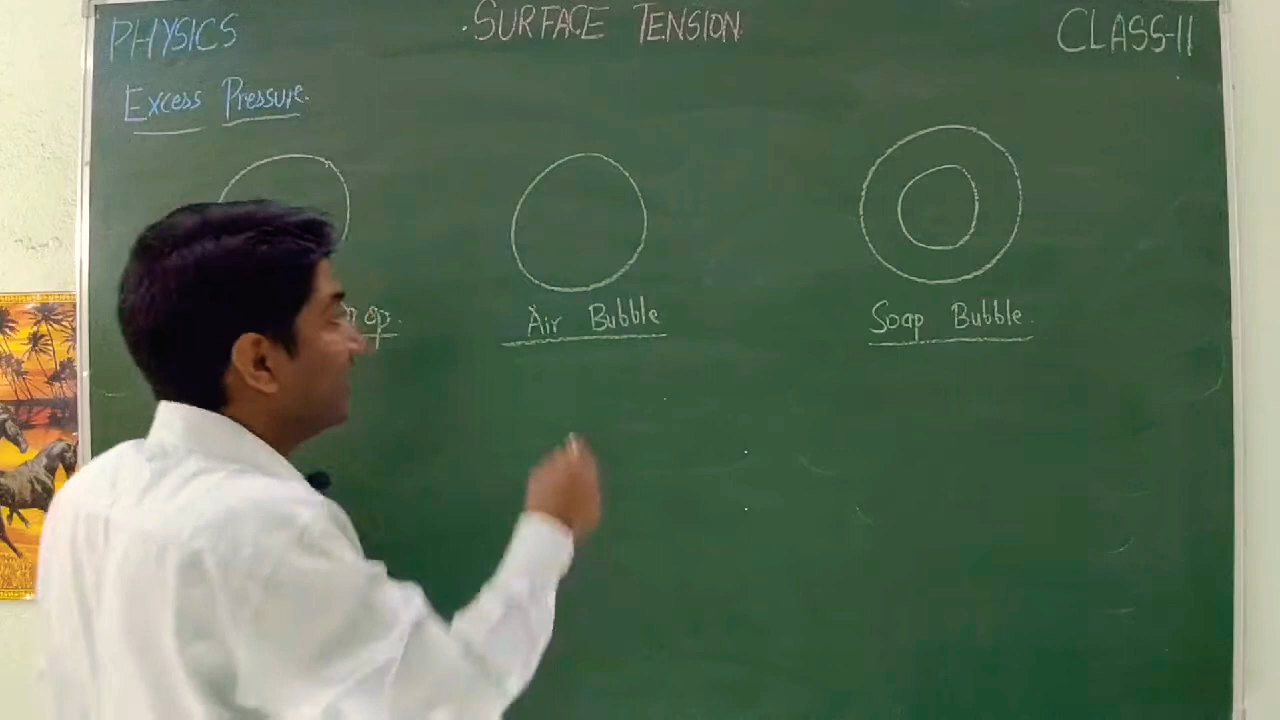 PHYSICS
SURFACE TENSION
CLASS-11
Excess Pressure.
Air Bubble
Soap Bubble.